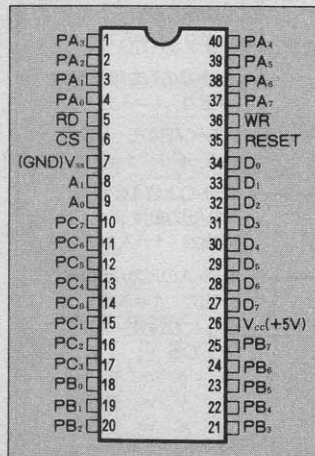 PA₃ 1 40 PA₄
PA₂ 2 39 PA₅
PA₁ 3 38 PA₆
PA₀ 4 37 PA₇
R̅D̅ 5 36 W̅R̅
C̅S̅ 6 35 RESET
(GND)Vss 7 34 D₀
A₁ 8 33 D₁
A₀ 9 32 D₂
PC₇ 10 31 D₃
PC₆ 11 30 D₄
PC₅ 12 29 D₅
PC₄ 13 28 D₆
PC₀ 14 27 D₇
PC₁ 15 26 Vcc(+5V)
PC₂ 16 25 PB₇
PC₃ 17 24 PB₆
PB₀ 18 23 PB₅
PB₁ 19 22 PB₄
PB₂ 20 21 PB₃